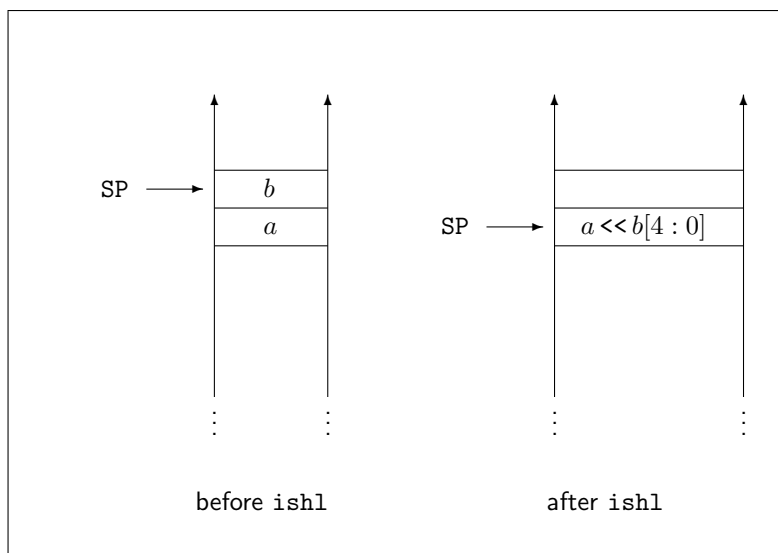 SP b
a
SP a << b[4 : 0]
⋮ ⋮ ⋮ ⋮
before ishl after ishl